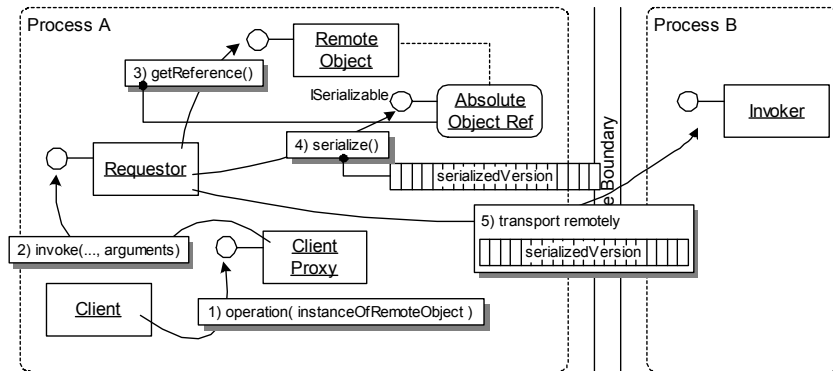 Process A
Process B
Remote
Object
3) getReference()
ISerializable
Absolute
Object Ref
Invoker
4) serialize()
Requestor
serializedVersion
e Boundary
5) transport remotely
serializedVersion
2) invoke(..., arguments)
Client
Proxy
Client
1) operation( instanceOfRemoteObject )